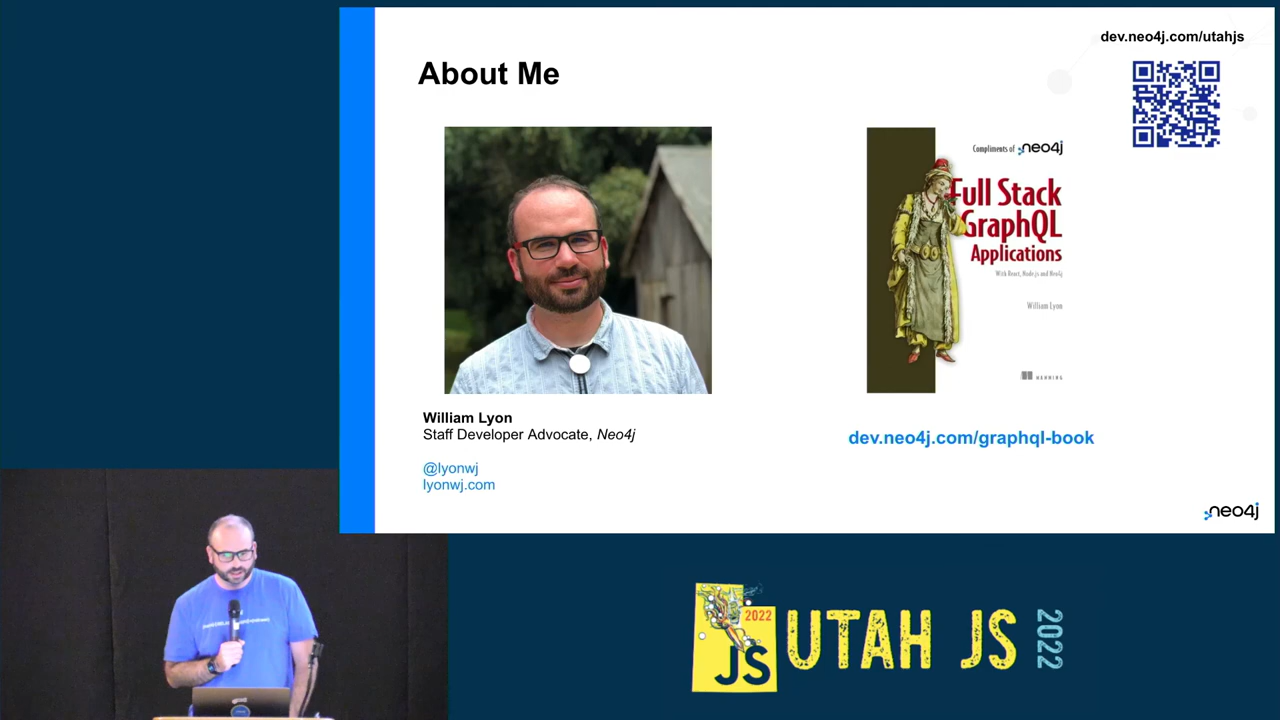 dev.neo4j.com/utahjs
About Me
Compliments of neo4j
Full Stack
GraphQL
Applications
With React, Node.js and Neo4j
William Lyon
MANNING
William Lyon
Staff Developer Advocate, Neo4j
@lyonwj
lyonwj.com
dev.neo4j.com/graphql-book
neo4j
2022
JS
UTAH JS
2022